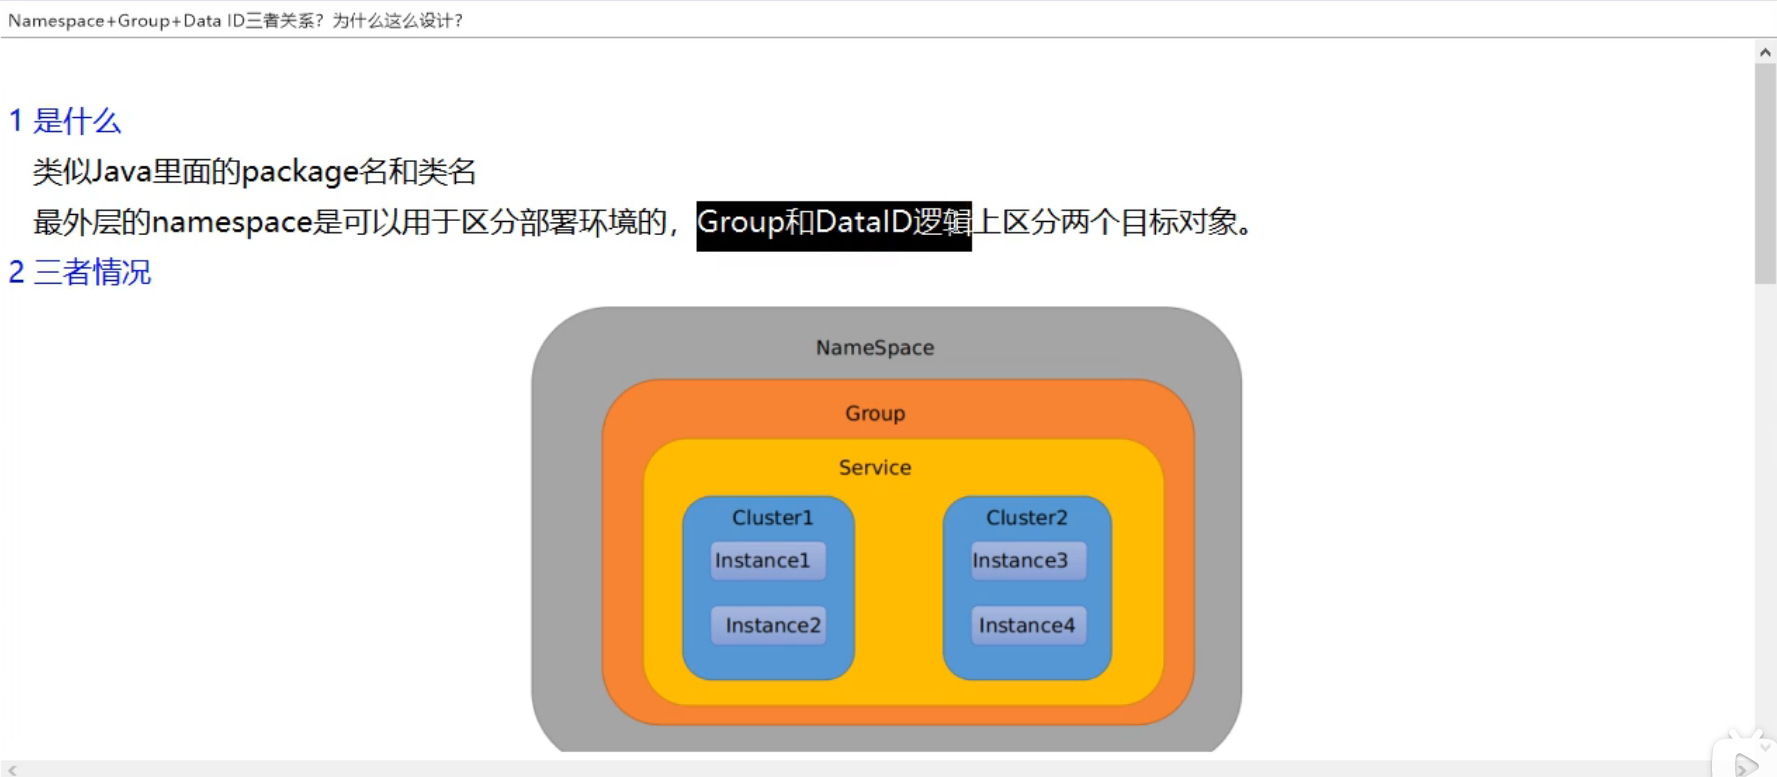 Namespace+Group+Data ID三者关系？为什么这么设计？
1 是什么
类似Java里面的package名和类名
最外层的namespace是可以用于区分部署环境的，Group和DataID逻辑上区分两个目标对象。
2 三者情况
NameSpace
Group
Service
Cluster1
Instance1
Instance2
Cluster2
Instance3
Instance4